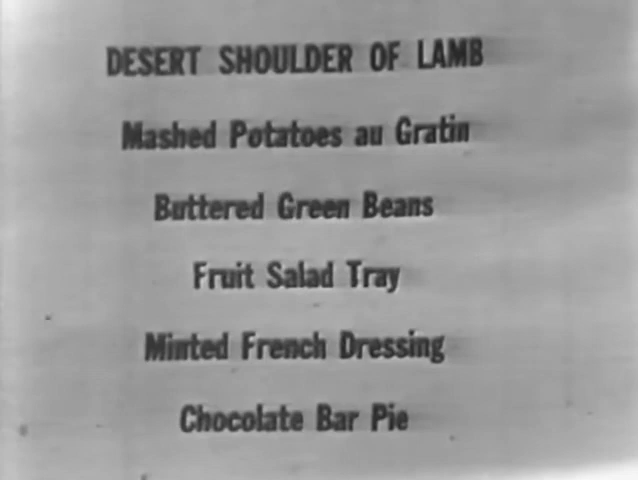 DESERT SHOULDER OF LAMB
Mashed Potatoes au Gratin
Buttered Green Beans
Fruit Salad Tray
Minted French Dressing
Chocolate Bar Pie